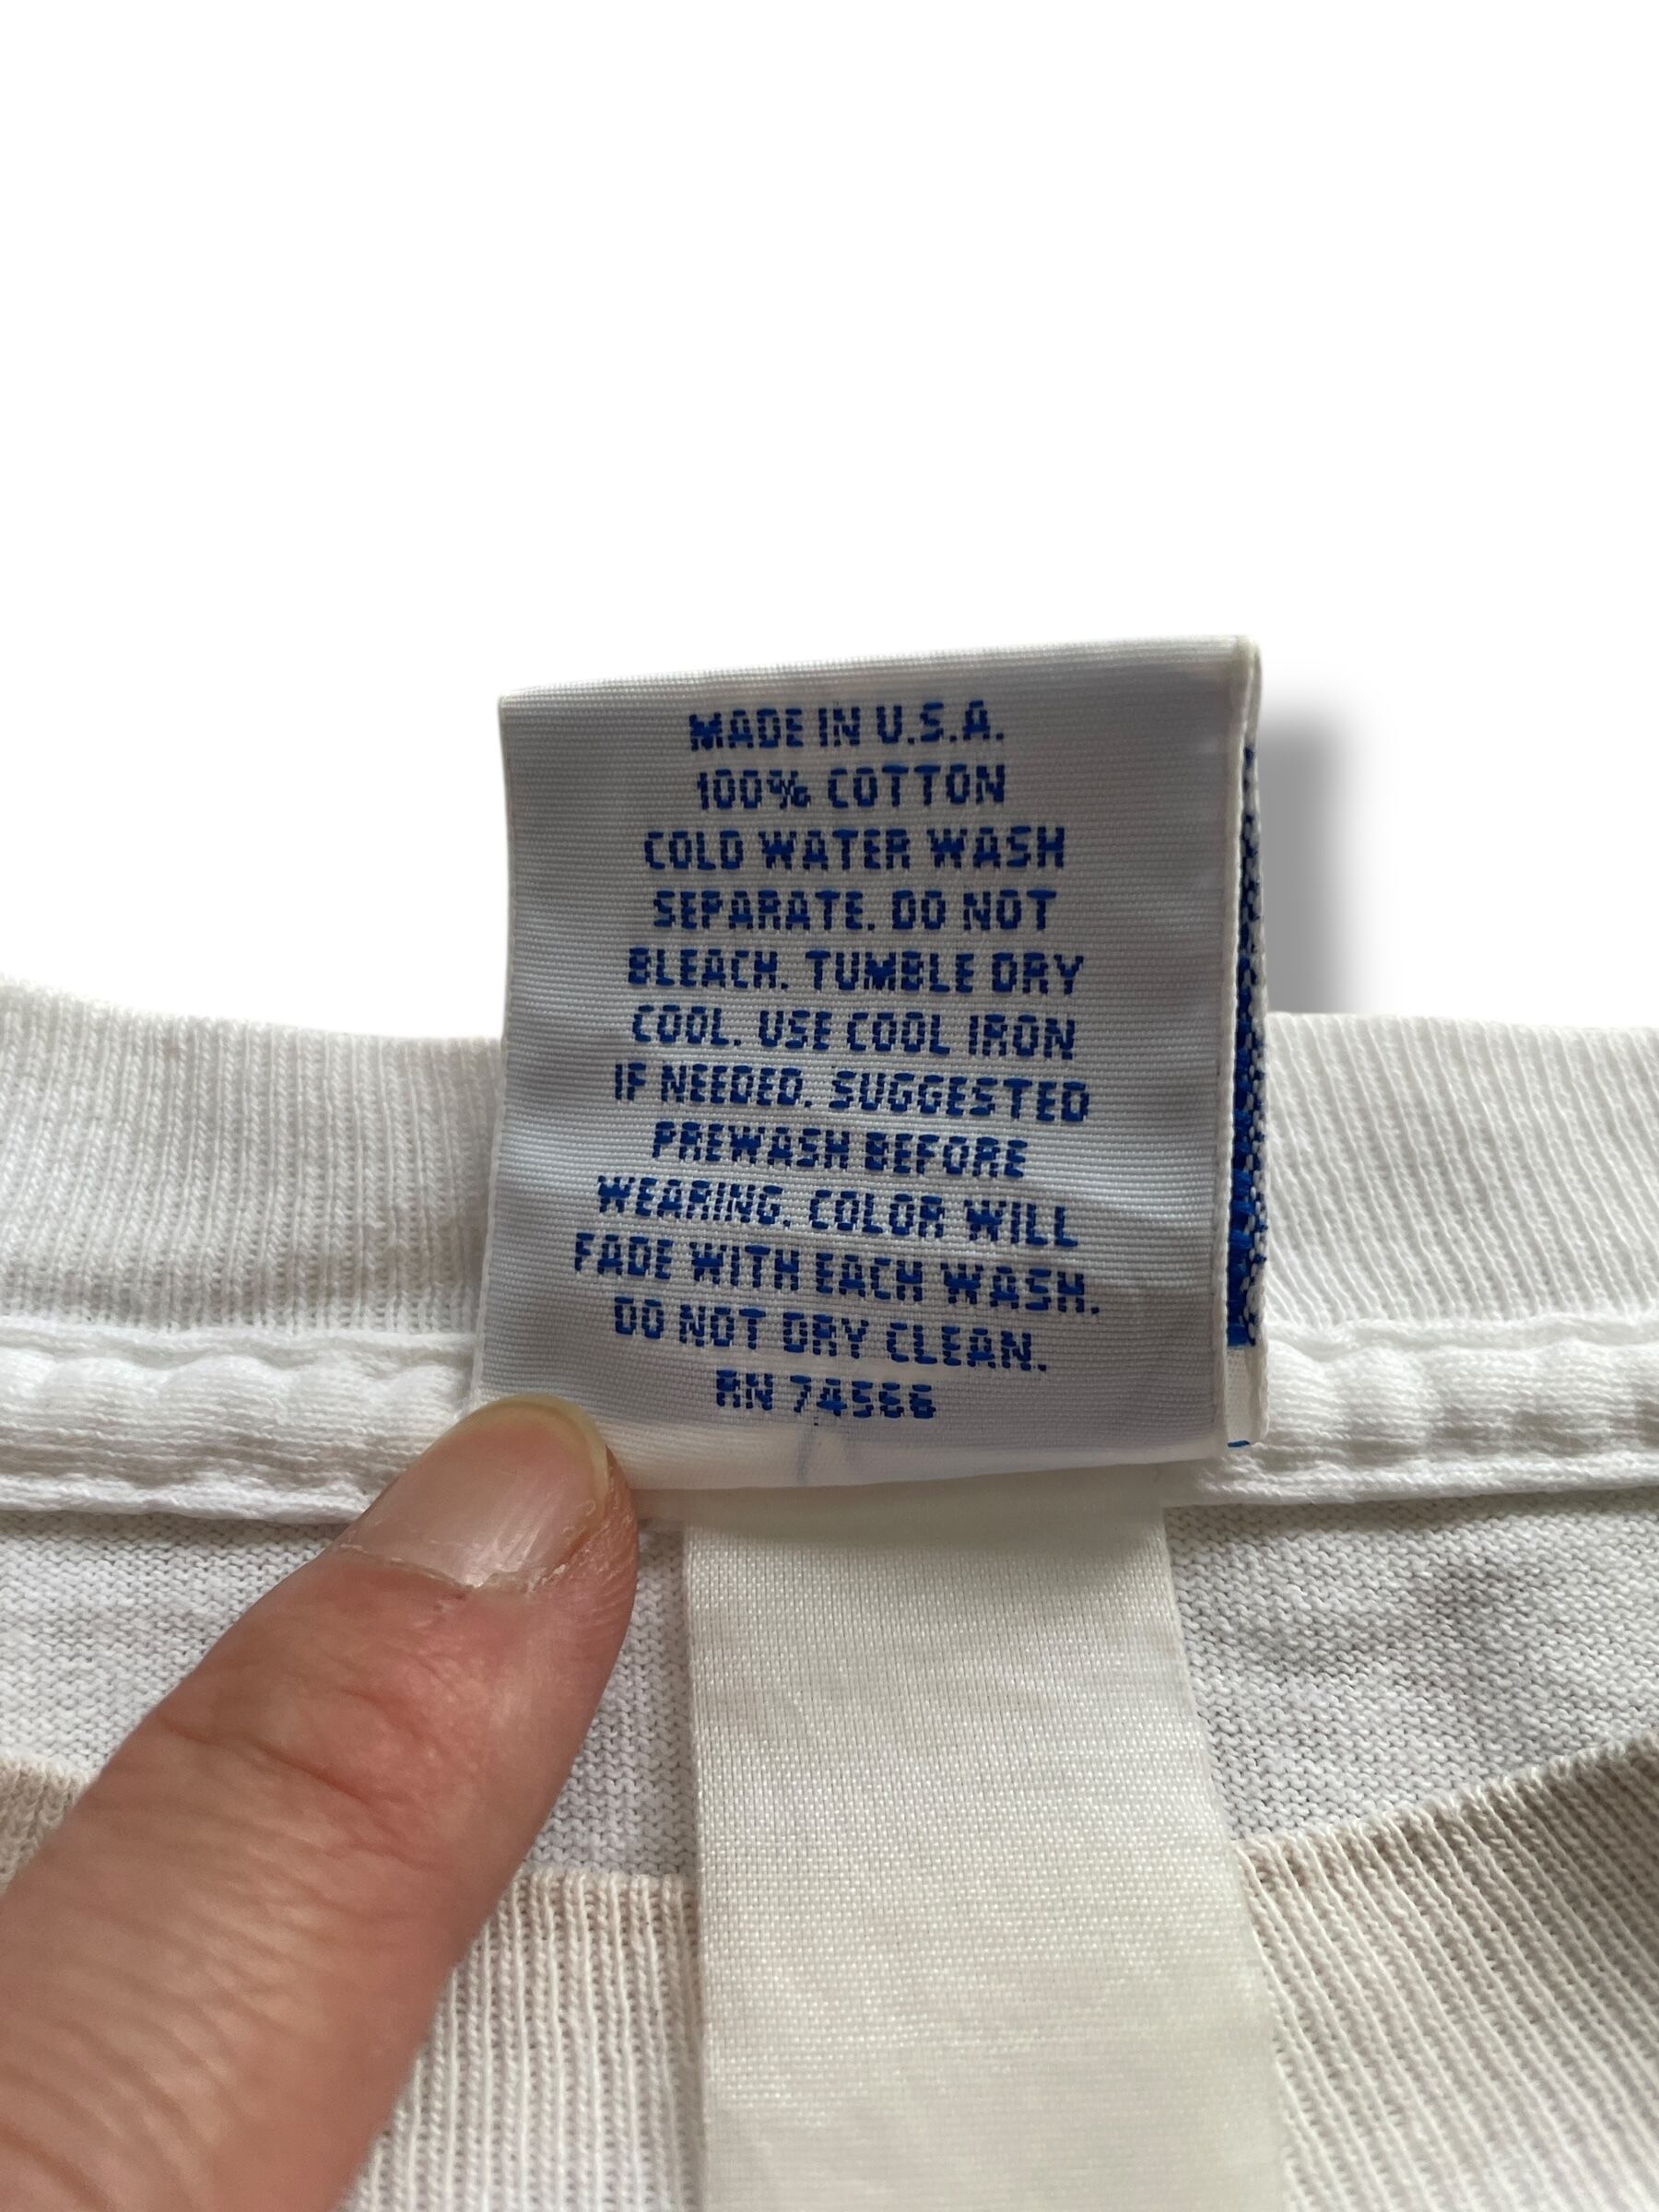 MADE IN U.S.A.
100% COTTON
COLD WATER WASH
SEPARATE. DO NOT
BLEACH. TUMBLE DRY
COOL. USE COOL IRON
IF NEEDED. SUGGESTED
PREWASH BEFORE
WEARING. COLOR WILL
FADE WITH EACH WASH.
DO NOT DRY CLEAN.
RN 74566